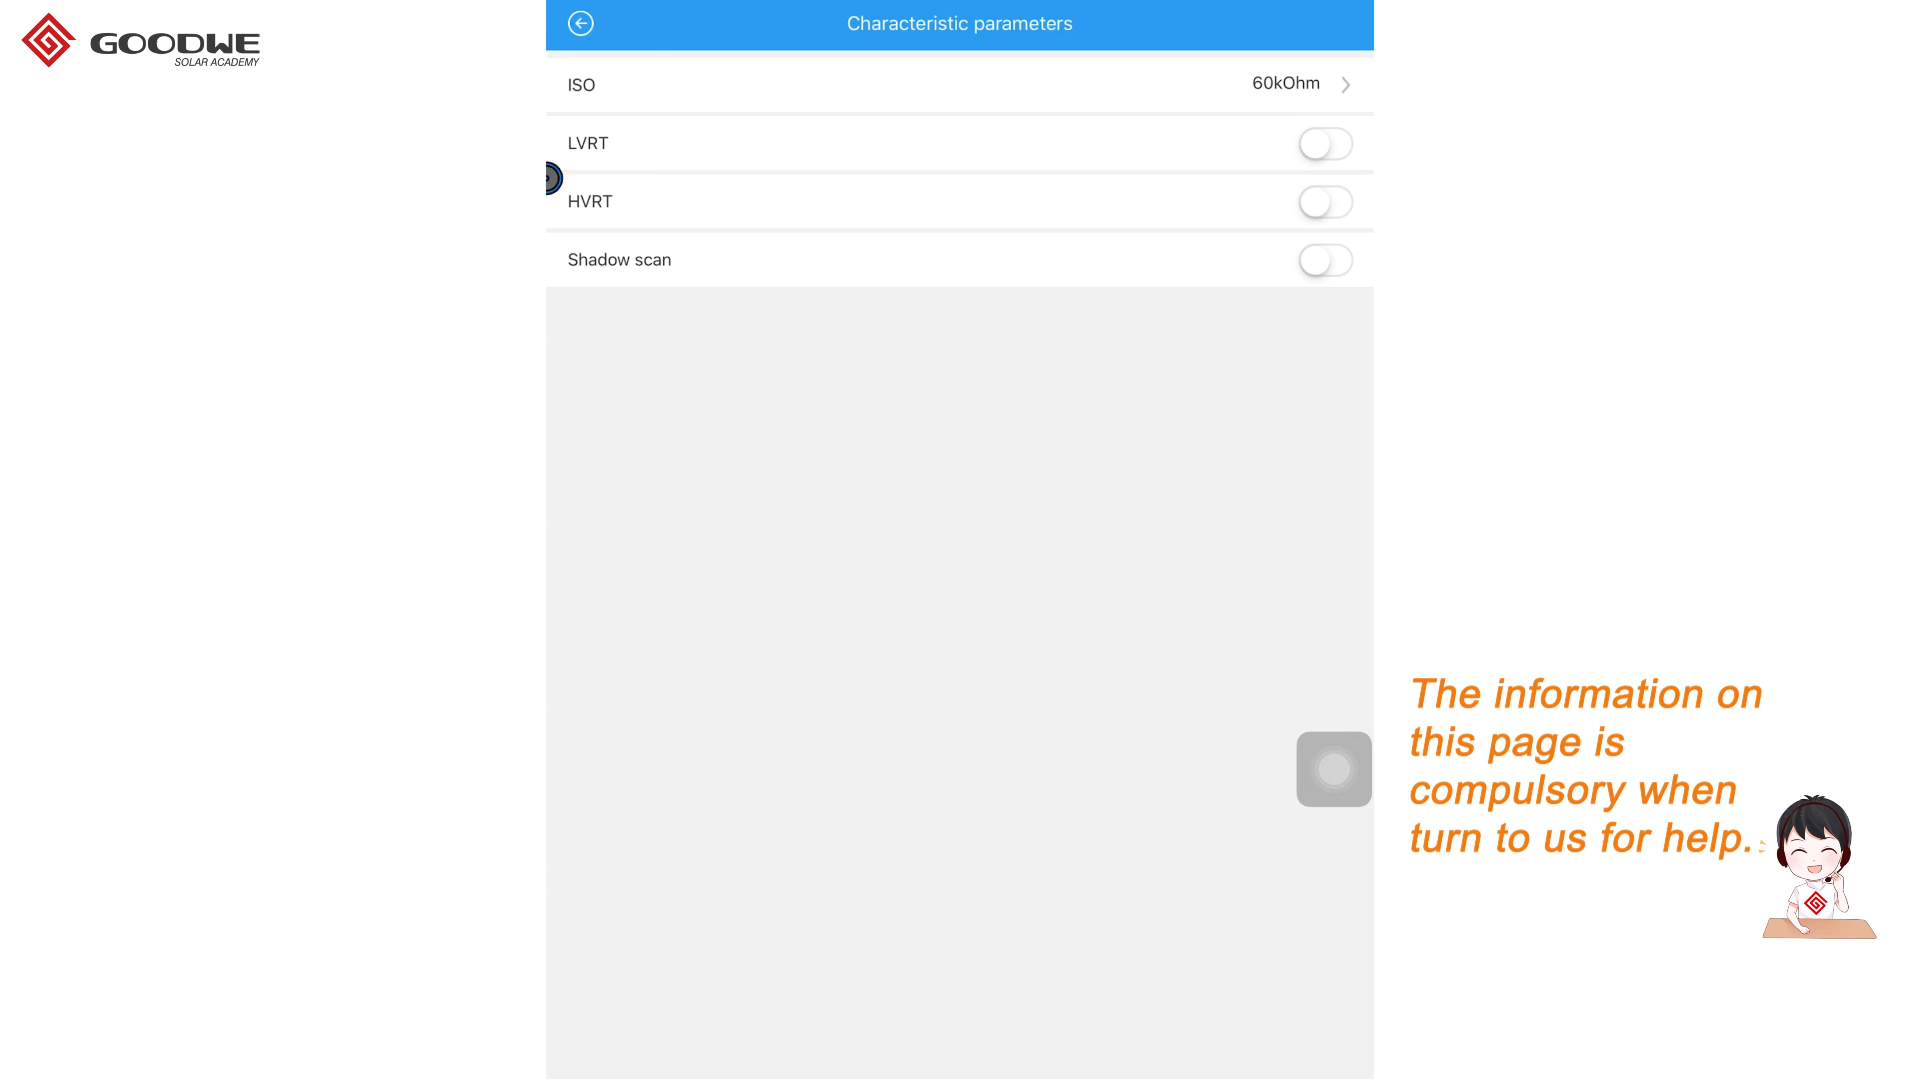 GOODWE
SOLAR ACADEMY
Characteristic parameters
ISO 60kOhm
LVRT
HVRT
Shadow scan
The information on
this page is
compulsory when
turn to us for help.